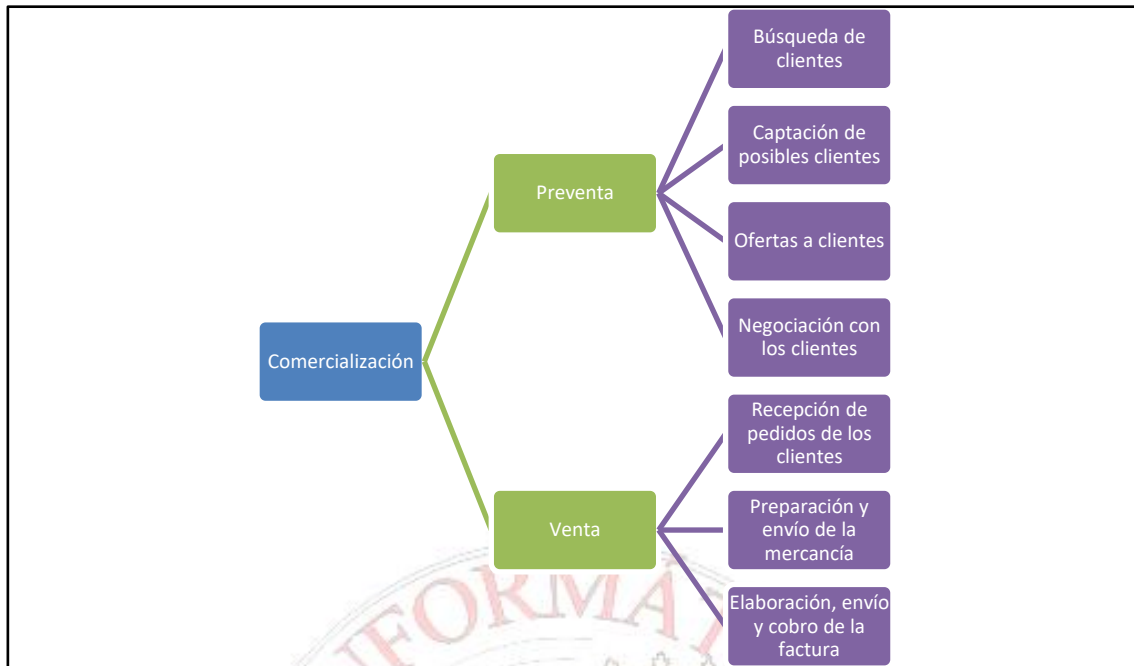 Búsqueda de
clientes
Captación de
posibles clientes
Preventa
Ofertas a clientes
Negociación con
los clientes
Comercialización
Recepción de
pedidos de los
clientes
Venta
Preparación y
envío de la
mercancía
Elaboración, envío
y cobro de la
factura